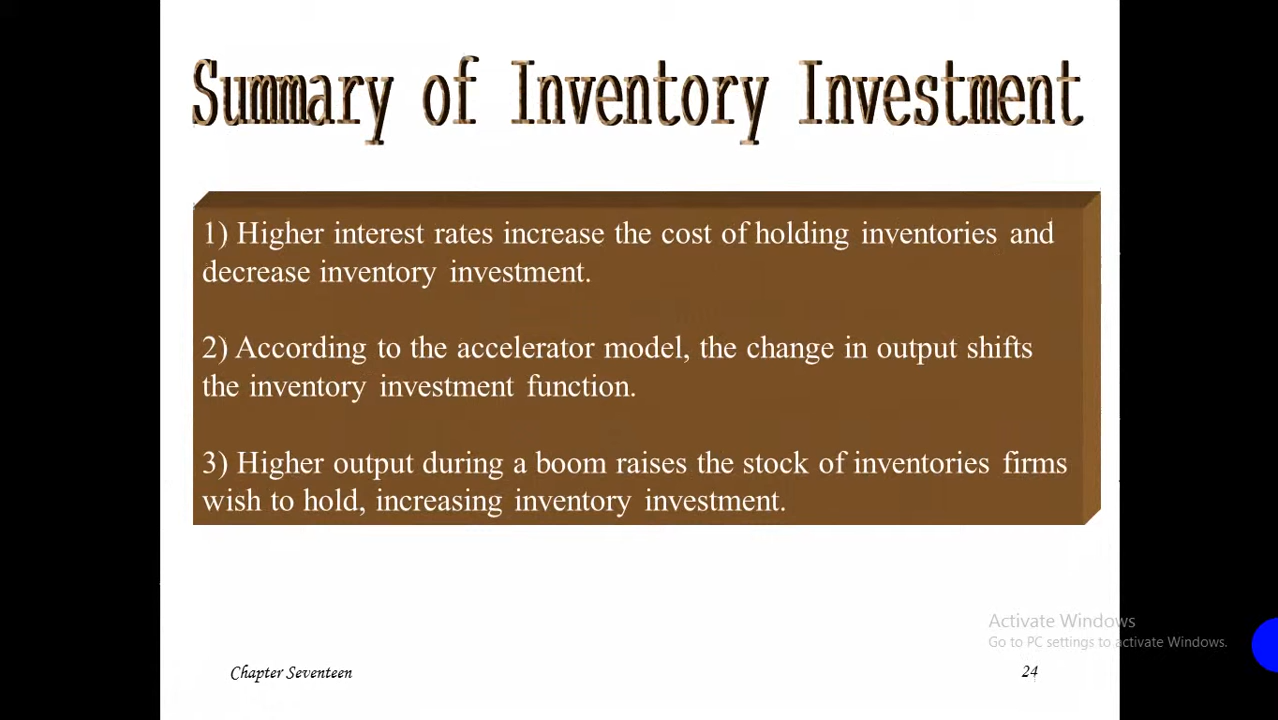 Summary of Inventory Investment
1) Higher interest rates increase the cost of holding inventories and
decrease inventory investment.
2) According to the accelerator model, the change in output shifts
the inventory investment function.
3) Higher output during a boom raises the stock of inventories firms
wish to hold, increasing inventory investment.
Activate Windows
Go to PC settings to activate Windows.
Chapter Seventeen
24